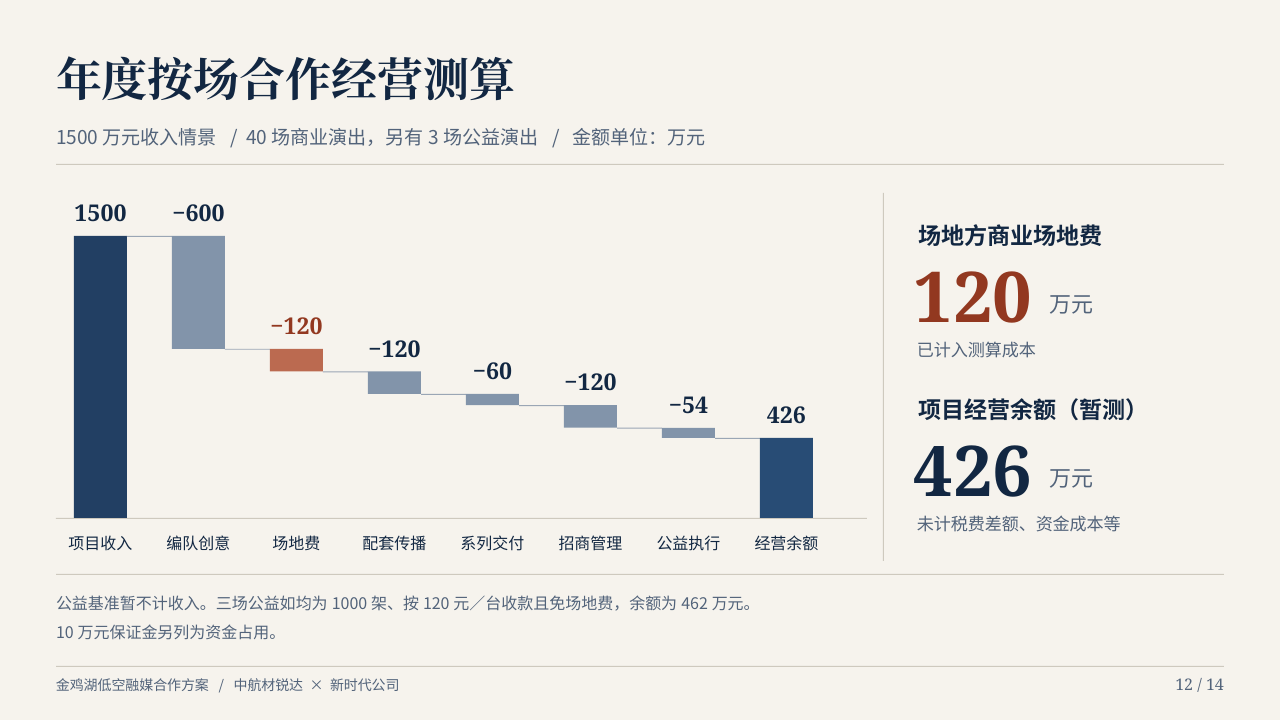 年度按场合作经营测算
1500 万元收入情景 / 40 场商业演出，另有 3 场公益演出 / 金额单位：万元
1500
−600
−120
−120
−60
−120
−54
426
项目收入
编队创意
场地费
配套传播
系列交付
招商管理
公益执行
经营余额
场地方商业场地费
120 万元
已计入测算成本
项目经营余额（暂测）
426 万元
未计税费差额、资金成本等
公益基准暂不计收入。三场公益如均为 1000 架、按 120 元／台收款且免场地费，余额为 462 万元。
10 万元保证金另列为资金占用。
金鸡湖低空融媒合作方案 / 中航材锐达 × 新时代公司
12 / 14